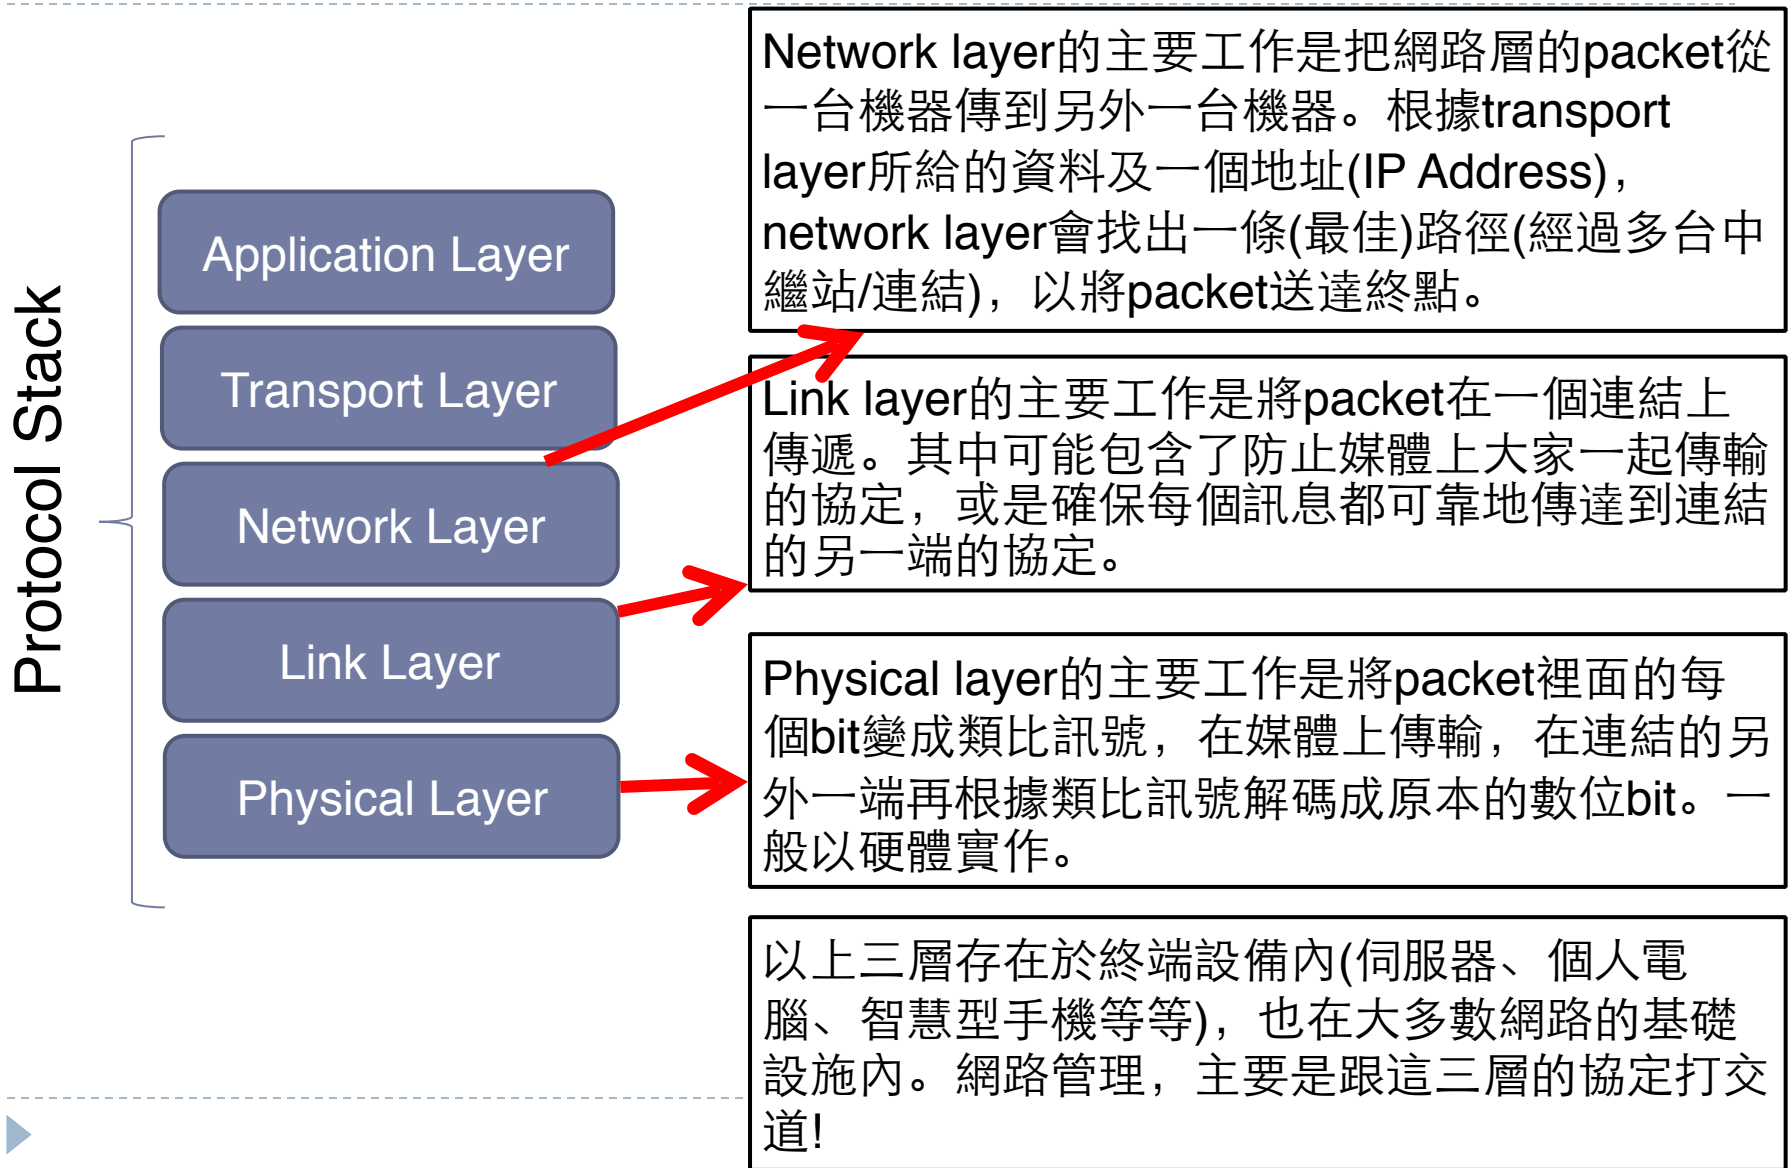 Protocol Stack
Application Layer
Transport Layer
Network Layer
Link Layer
Physical Layer
Network layer的主要工作是把網路層的packet從
一台機器傳到另外一台機器。根據transport
layer所給的資料及一個地址(IP Address),
network layer會找出一條(最佳)路徑(經過多台中
繼站/連結)，以將packet送達終點。
Link layer的主要工作是將packet在一個連結上
傳遞。其中可能包含了防止媒體上大家一起傳輸
的協定，或是確保每個訊息都可靠地傳達到連結
的另一端的協定。
Physical layer的主要工作是將packet裡面的每
個bit變成類比訊號，在媒體上傳輸，在連結的另
外一端再根據類比訊號解碼成原本的數位bit。一
般以硬體實作。
以上三層存在於終端設備內(伺服器、個人電
腦、智慧型手機等等)，也在大多數網路的基礎
設施內。網路管理，主要是跟這三層的協定打交
道!